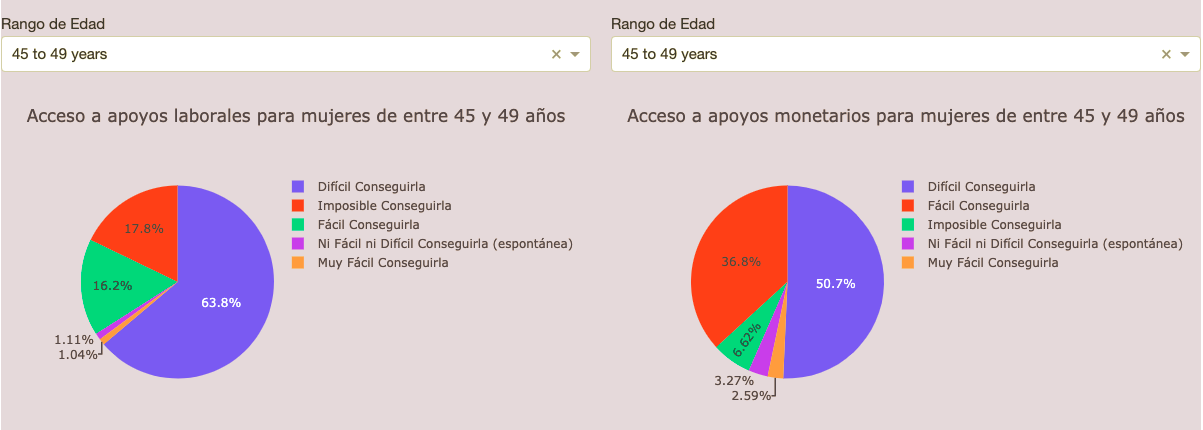 Rango de Edad
45 to 49 years
Acceso a apoyos laborales para mujeres de entre 45 y 49 años
Difícil Conseguirla
Imposible Conseguirla
Fácil Conseguirla
Ni Fácil ni Difícil Conseguirla (espontánea)
Muy Fácil Conseguirla
17.8%
16.2%
63.8%
1.11%
1.04%
Rango de Edad
45 to 49 years
Acceso a apoyos monetarios para mujeres de entre 45 y 49 años
Difícil Conseguirla
Fácil Conseguirla
Imposible Conseguirla
Ni Fácil ni Difícil Conseguirla (espontánea)
Muy Fácil Conseguirla
36.8%
50.7%
6.62%
3.27%
2.59%